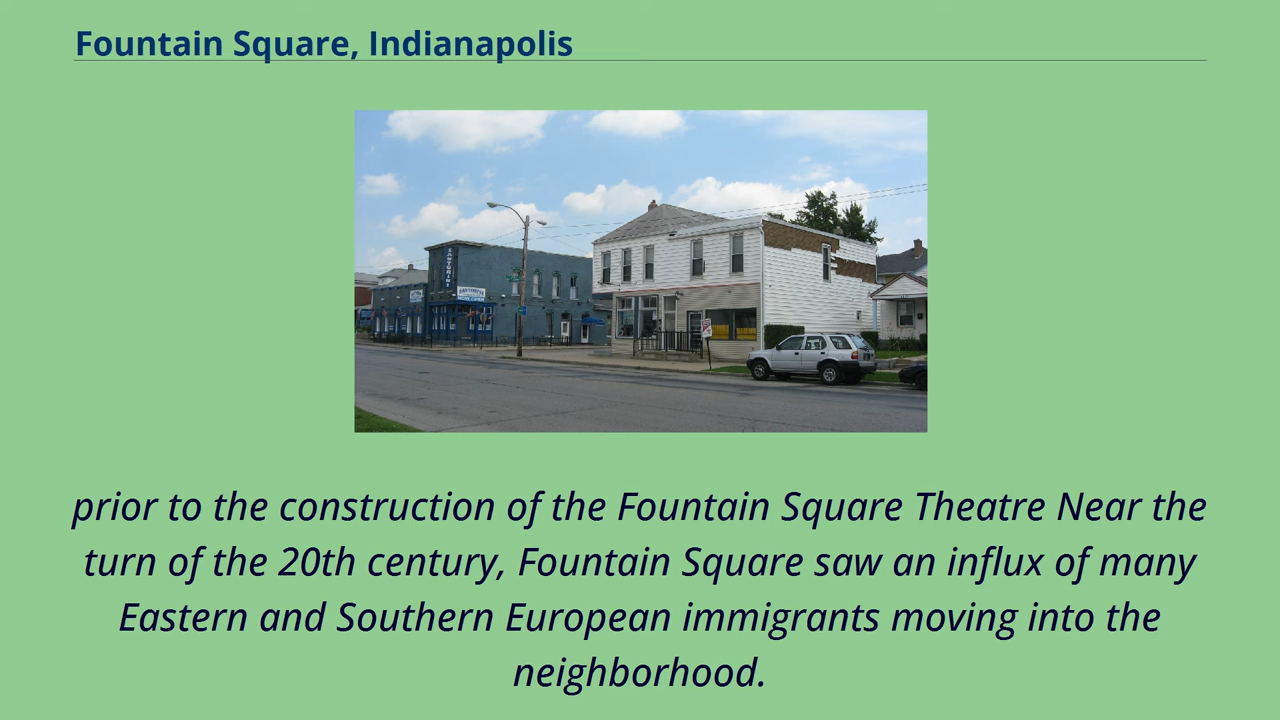 Fountain Square, Indianapolis
prior to the construction of the Fountain Square Theatre Near the
turn of the 20th century, Fountain Square saw an influx of many
Eastern and Southern European immigrants moving into the
neighborhood.